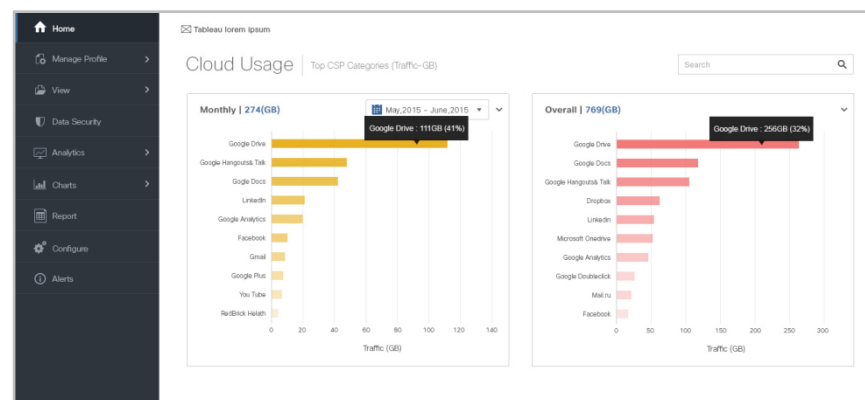 Home
Manage Profile
View
Data Security
Analytics
Charts
Report
Configure
Alerts
Tableau lorem Ipsum
Cloud Usage | Top CSP Categories (Traffic-GB)
Search
Monthly | 274(GB)
May,2015 - June,2015
Google Drive : 111GB (41%)
Google Drive
Google Hangouts& Talk
Gogle Docs
LinkedIn
Google Analytics
Facebook
Gmail
Google Plus
You Tube
RedBrick Helath
0 20 40 60 80 100 120 140
Traffic (GB)
Overall | 769(GB)
Google Drive : 256GB (32%)
Google Drive
Google Docs
Google Hangouts& Talk
Dropbox
Linkedin
Microsoft Onedrive
Google Analytics
Google Doubleclick
Mail.ru
Facebook
0 50 100 150 200 250 300
Traffic (GB)